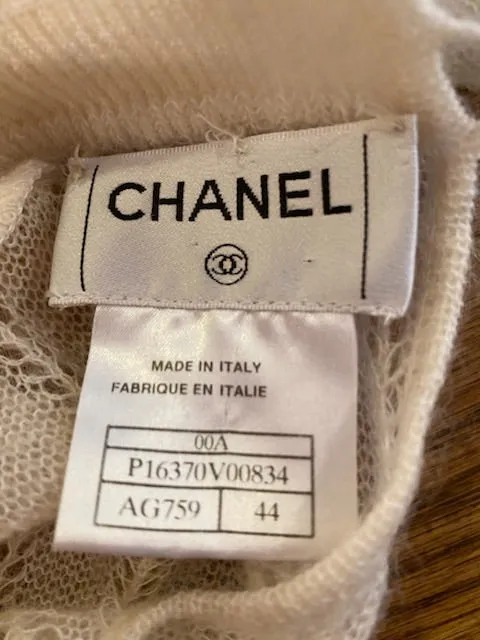 CHANEL
MADE IN ITALY
FABRIQUE EN ITALIE
00A
P16370V00834
AG759 44